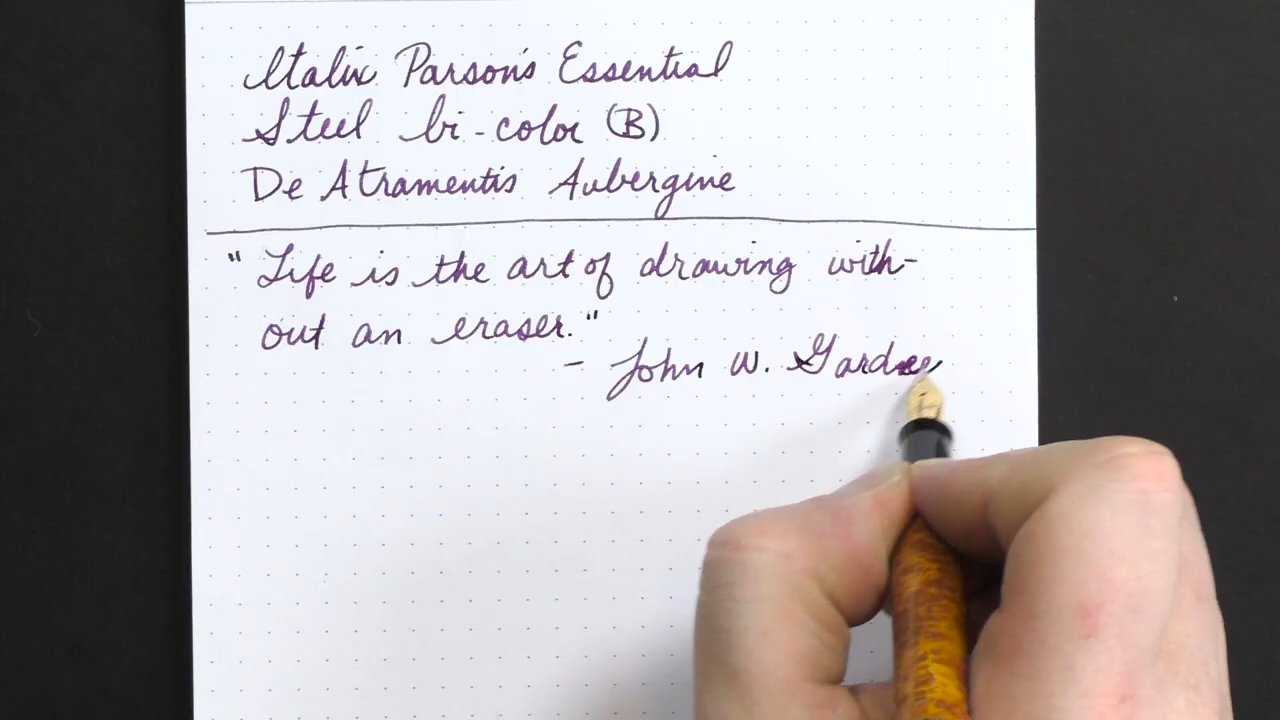 Italix Parson's Essential
Steel bi-color (B)
De Atramentis Aubergine
"Life is the art of drawing with-
out an eraser."
- John W. Gardner